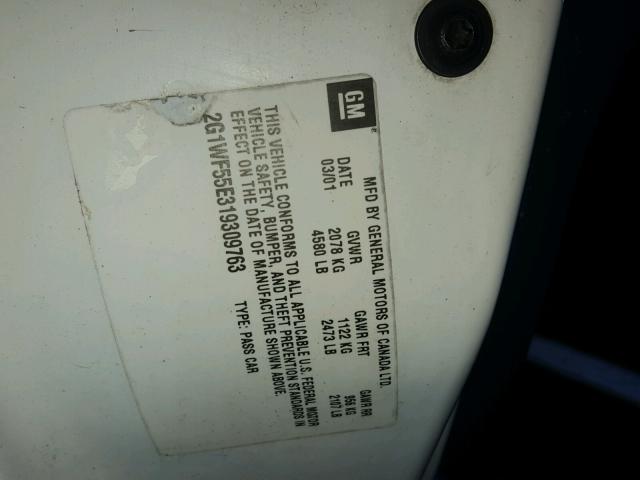 GM
MFD BY GENERAL MOTORS OF CANADA LTD.
DATE GVWR GAWR FRT GAWR RR
03/01 2078 KG 1122 KG 956 KG
4580 LB 2473 LB 2107 LB
THIS VEHICLE CONFORMS TO ALL APPLICABLE U.S. FEDERAL MOTOR
VEHICLE SAFETY, BUMPER, AND THEFT PREVENTION STANDARDS IN
EFFECT ON THE DATE OF MANUFACTURE SHOWN ABOVE.
2G1WF55E319309763 TYPE: PASS CAR